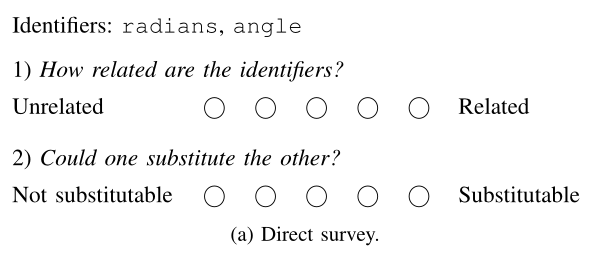 Identifiers: radians, angle
1) How related are the identifiers?
Unrelated Related
2) Could one substitute the other?
Not substitutable Substitutable
(a) Direct survey.